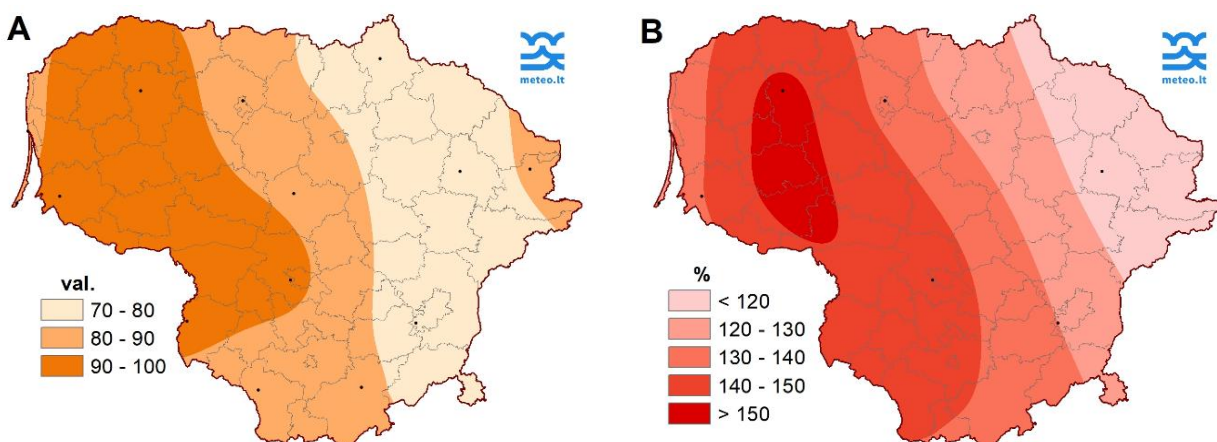 A
meteo.lt
val.
70 - 80
80 - 90
90 - 100
B
meteo.lt
%
< 120
120 - 130
130 - 140
140 - 150
> 150